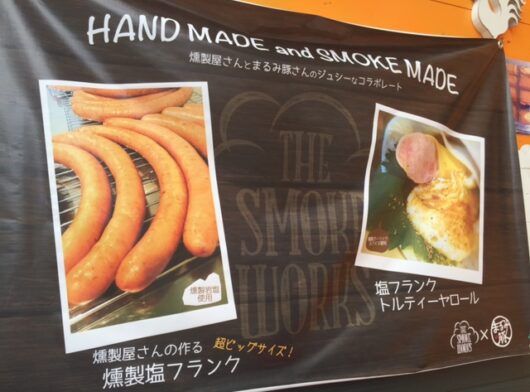 HAND MADE and SMOKE MADE
燻製屋さんとまるみ豚さんのジューシーなコラボレート
THE
SMOKE
WORKS
燻製岩塩
使用
塩フランク
トルティーヤロール
燻製屋さんの作る 超ビッグサイズ!
燻製塩フランク
THE
SMOKE
WORKS
×